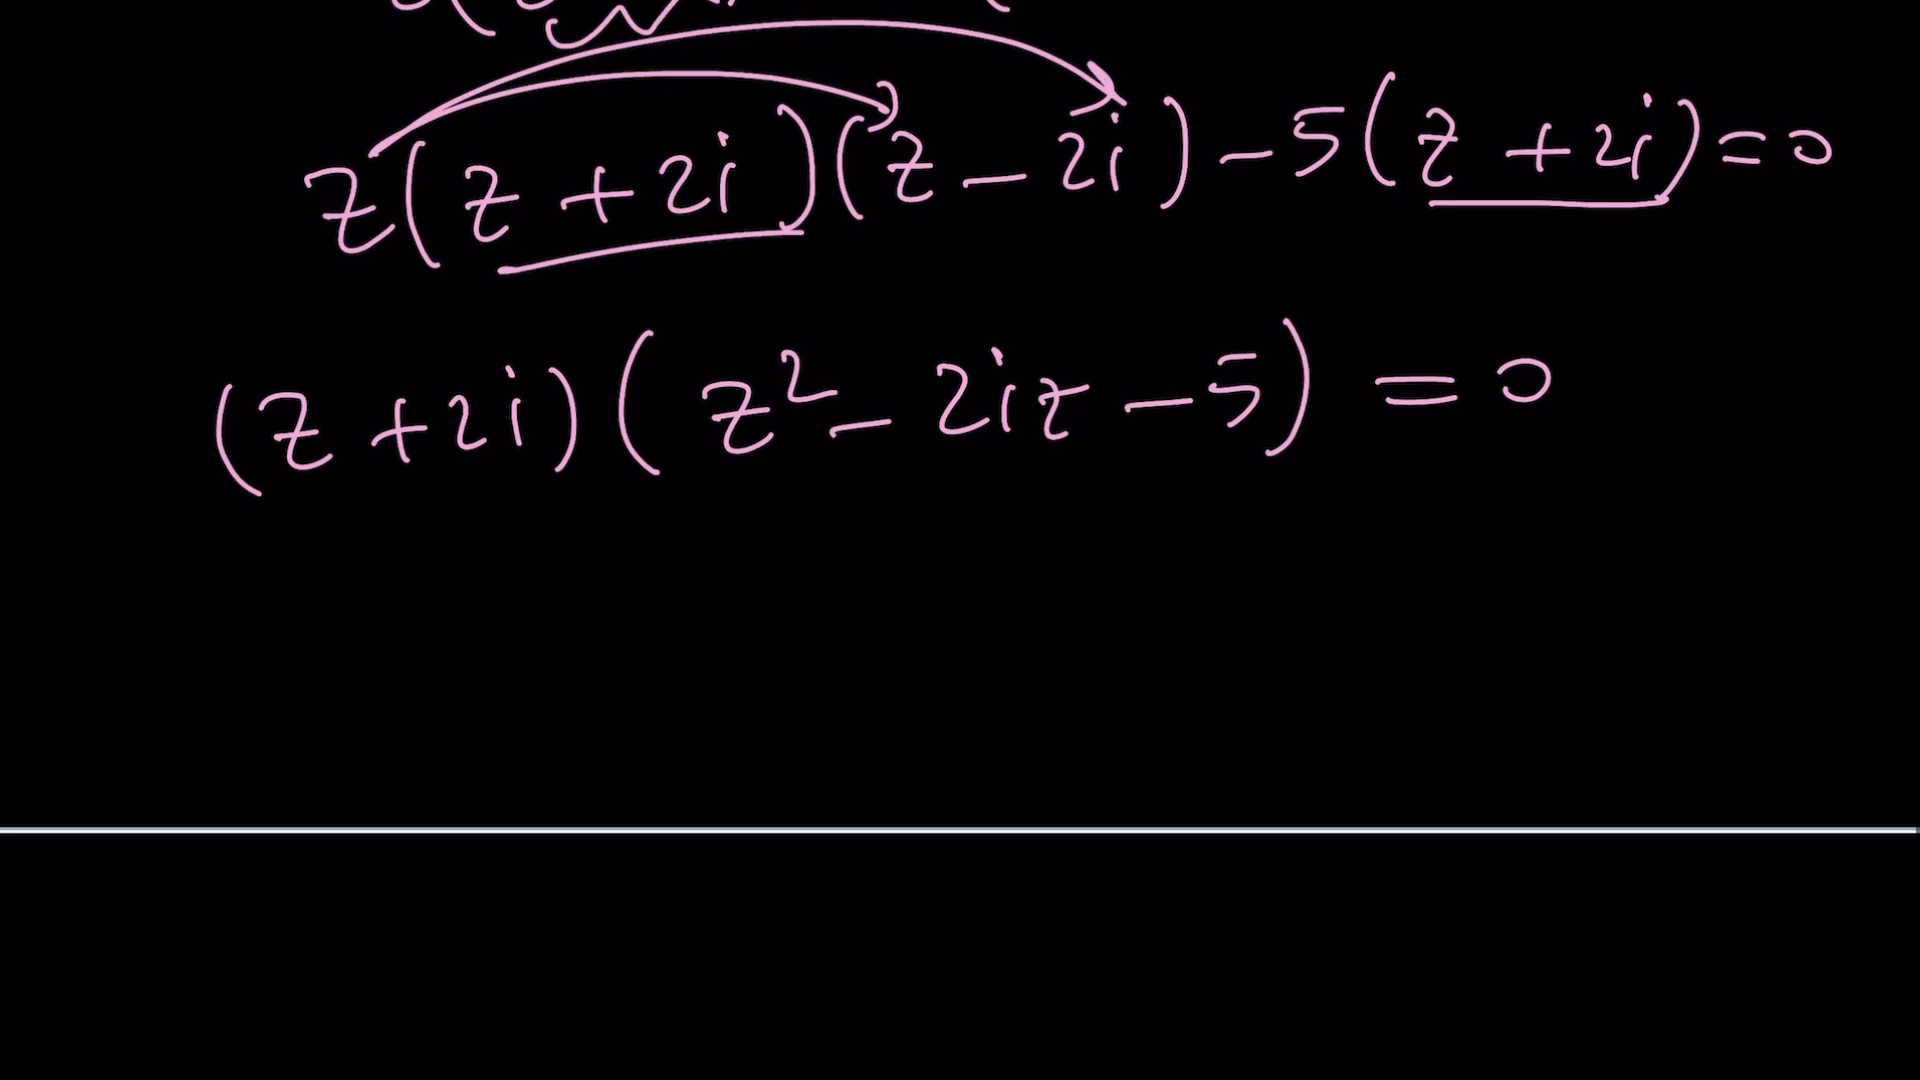 z(z + 2i)(z - 2i) - 5(z + 2i) = 0
(z + 2i)(z² - 2iz - 5) = 0